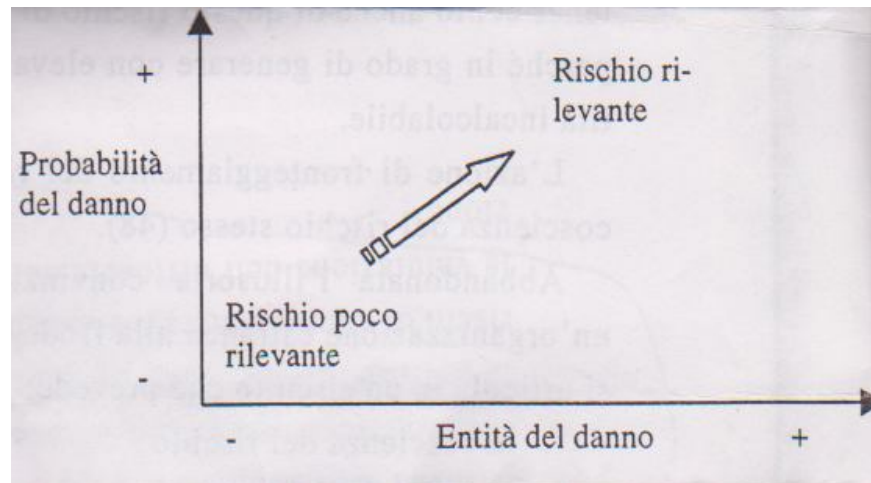 +
Rischio ri-
levante
Probabilità
del danno
Rischio poco
rilevante
-
-
Entità del danno
+